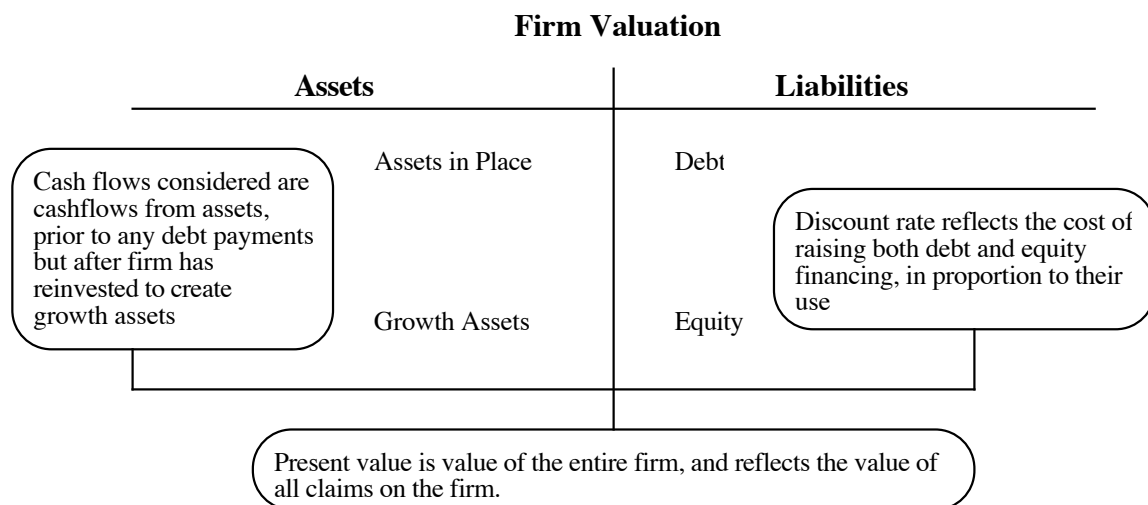 Firm Valuation
Assets
Liabilities
Assets in Place
Debt
Cash flows considered are
cashflows from assets,
prior to any debt payments
but after firm has
reinvested to create
growth assets
Discount rate reflects the cost of
raising both debt and equity
financing, in proportion to their
use
Growth Assets
Equity
Present value is value of the entire firm, and reflects the value of
all claims on the firm.